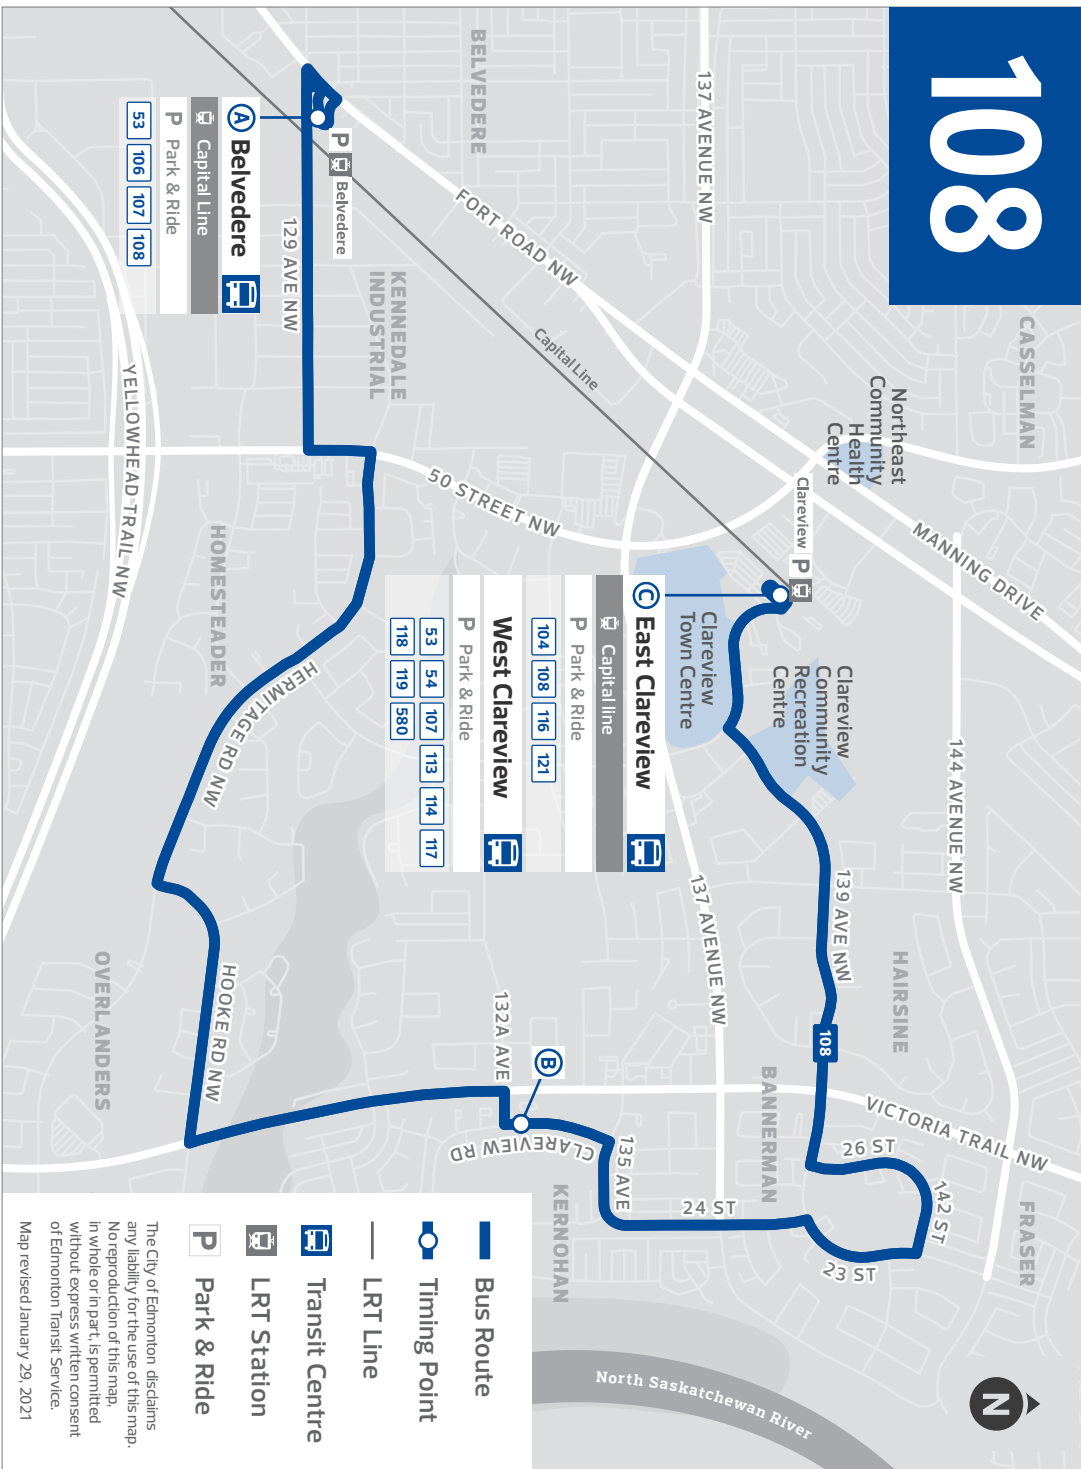 108
CASSELMAN
BELVEDERE
137 AVENUE NW
FORT ROAD NW
Northeast
Community
Health
Centre
MANNING DRIVE
144 AVENUE NW
Clareview P
Capital Line
P Belvedere
A Belvedere
Capital Line
P Park & Ride
53 106 107 108
129 AVE NW
KENNEDALE
INDUSTRIAL
50 STREET NW
YELLOWHEAD TRAIL NW
HOMESTEADER
HERMITAGE RD NW
Clareview
Town Centre
Clareview
Community
Recreation
Centre
C East Clareview
Capital line
P Park & Ride
104 108 116 121
West Clareview
P Park & Ride
53 54 107 113 114 117
118 119 580
139 AVE NW
137 AVENUE NW
HAIRSINE
108
OVERLANDERS
HOOKE RD NW
132A AVE
B
CLAREVIEW RD
135 AVE
BANNERMAN
VICTORIA TRAIL NW
26 ST
142 ST
24 ST
23 ST
FRASER
KERNOHAN
North Saskatchewan River
N
Bus Route
Timing Point
LRT Line
Transit Centre
LRT Station
P Park & Ride
The City of Edmonton disclaims
any liability for the use of this map.
No reproduction of this map,
in whole or in part, is permitted
without express written consent
of Edmonton Transit Service.
Map revised January 29, 2021